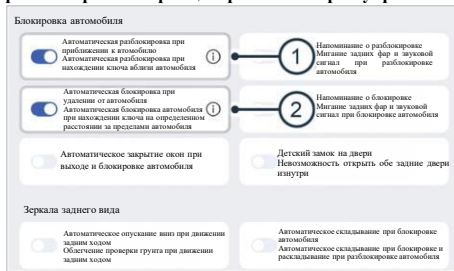 Блокировка автомобиля
Автоматическая разблокировка при
приближении к втомобилю
Автоматическая разблокировка при
нахождении ключа вблизи автомобиля
1
Напоминание о разблокировке
Мигание задних фар и звуковой
сигнал при разблокировке
автомобиля
Автоматическая блокировка при
удалении от автомобиля
Автоматическая блокировка автомобиля
при нахождении ключа на определенном
расстоянии за пределами автомобиля
2
Напоминание о блокировке
Мигание задних фар и звуковой
сигнал при блокировке автомобиля
Автоматическое закрытие окон при
выходе и блокировке автомобиля
Детский замок на двери
Невозможность открыть обе задние двери
изнутри
Зеркала заднего вида
Автоматическое опускание вниз при движении
задним ходом
Облегчение проверки грунта при движении
задним ходом
Автоматическое складывание при блокировке
автомобиля
Автоматическое складывание при блокировке и
раскладывание при разблокировке автомобиля